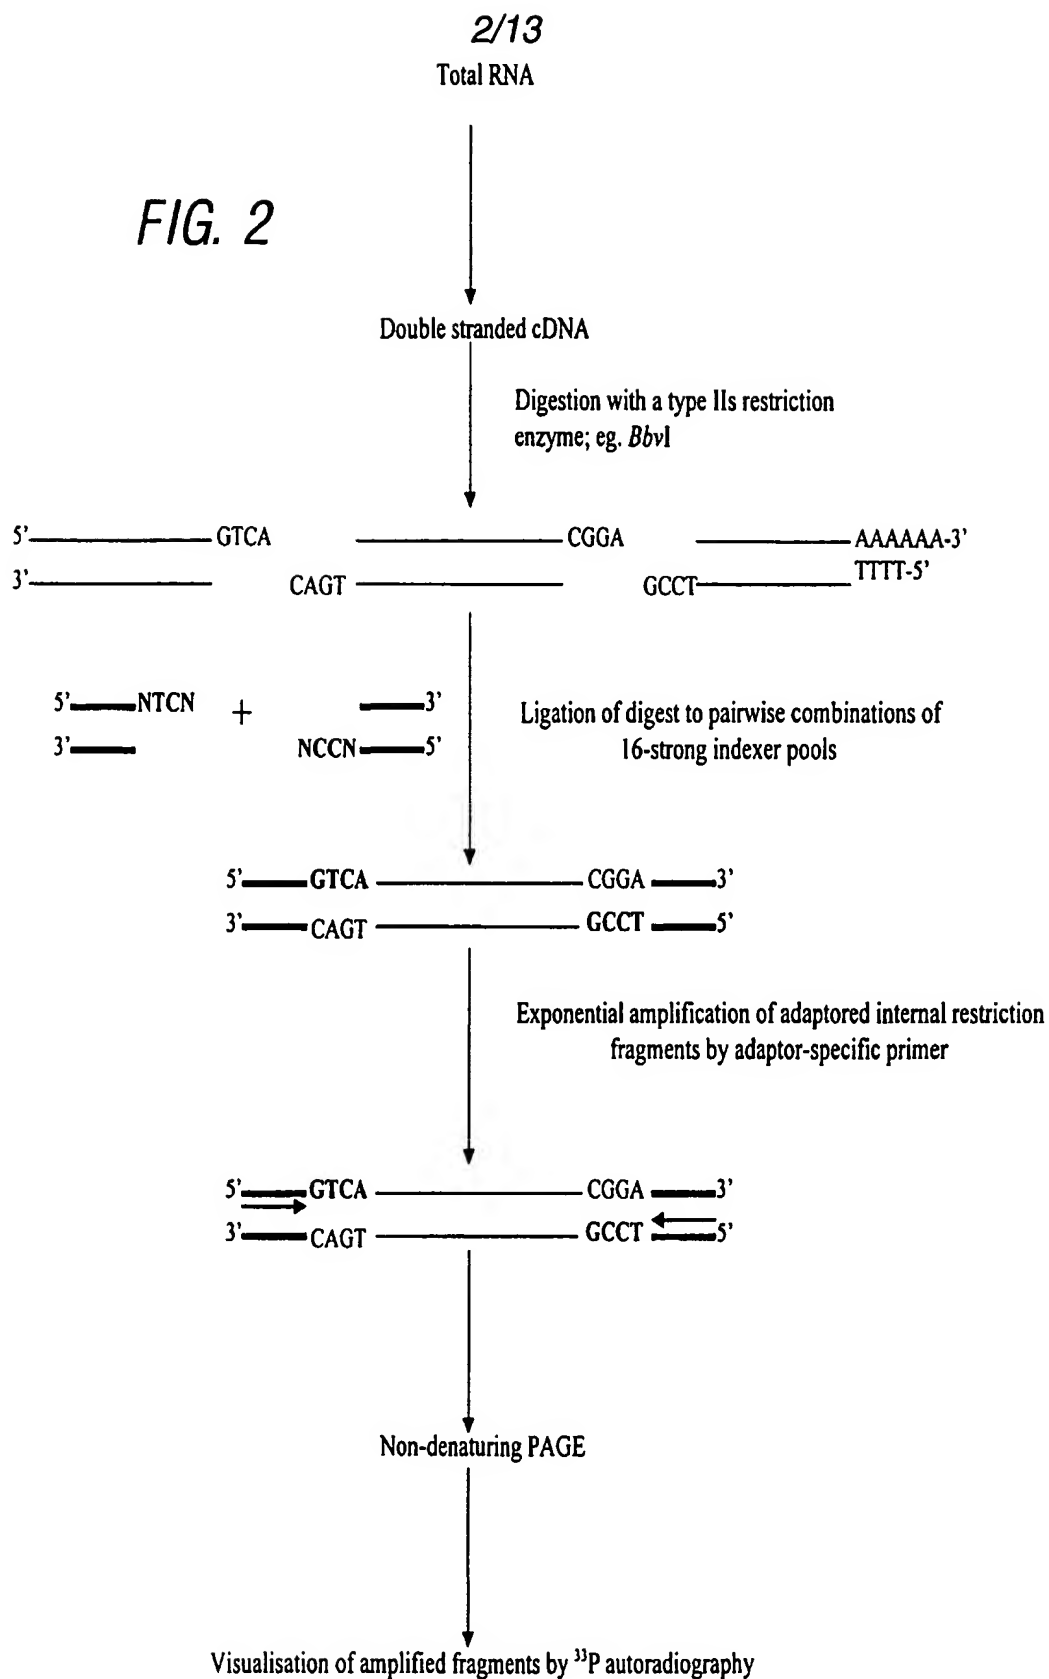 2/13
Total RNA
FIG. 2
Double stranded cDNA
Digestion with a type IIs restriction
enzyme; eg. BbvI
5' GTCA CGGA AAAAAA-3'
3' CAGT GCCT TTTT-5'
5' NTCN + 3'
3' NCCN 5'
Ligation of digest to pairwise combinations of
16-strong indexer pools
5' GTCA CGGA 3'
3' CAGT GCCT 5'
Exponential amplification of adaptored internal restriction
fragments by adaptor-specific primer
5' GTCA CGGA 3'
3' CAGT GCCT 5'
Non-denaturing PAGE
Visualisation of amplified fragments by ³³P autoradiography